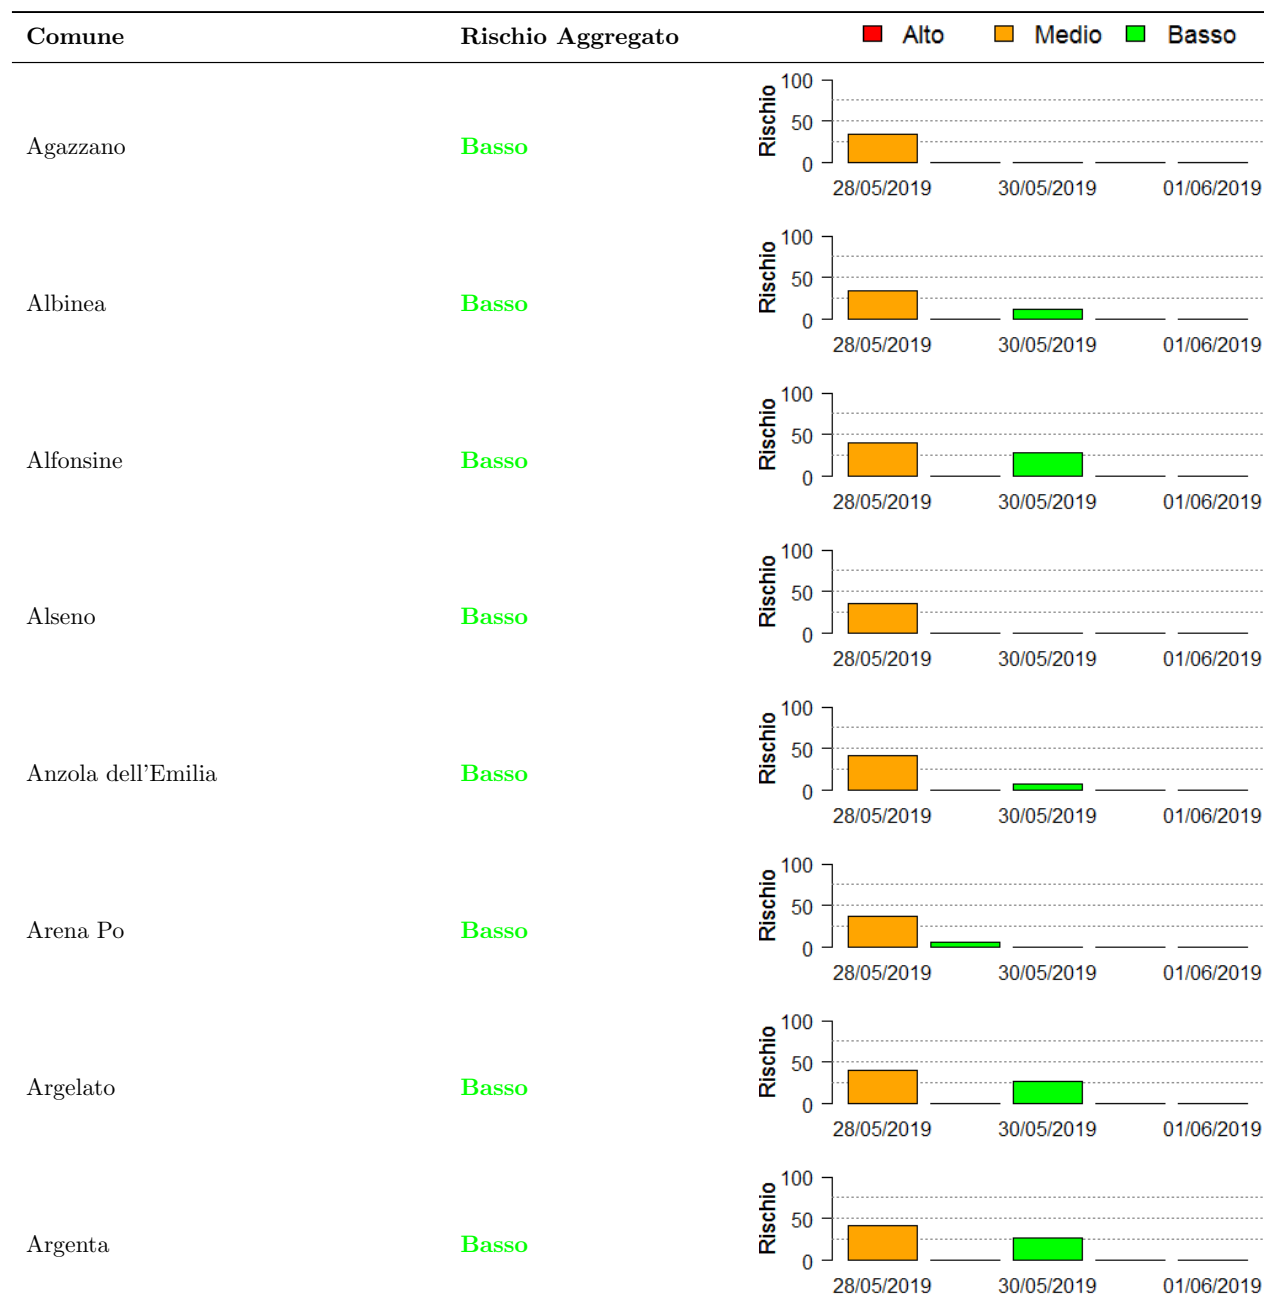 Comune Rischio Aggregato Alto Medio Basso
100
50
0
Rischio
Agazzano Basso
28/05/2019 30/05/2019 01/06/2019
100
50
0
Rischio
Albinea Basso
28/05/2019 30/05/2019 01/06/2019
100
50
0
Rischio
Alfonsine Basso
28/05/2019 30/05/2019 01/06/2019
100
50
0
Rischio
Alseno Basso
28/05/2019 30/05/2019 01/06/2019
100
50
0
Rischio
Anzola dell'Emilia Basso
28/05/2019 30/05/2019 01/06/2019
100
50
0
Rischio
Arena Po Basso
28/05/2019 30/05/2019 01/06/2019
100
50
0
Rischio
Argelato Basso
28/05/2019 30/05/2019 01/06/2019
100
50
0
Rischio
Argenta Basso
28/05/2019 30/05/2019 01/06/2019